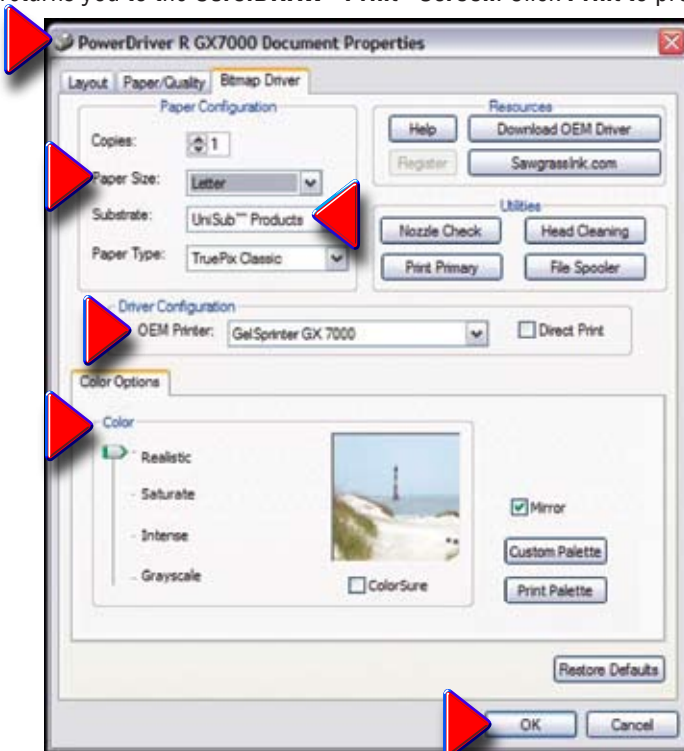 PowerDriver R GX7000 Document Properties
Layout Paper/Quality Bitmap Driver
Paper Configuration
Copies: 1
Paper Size: Letter
Substrate: UniSub™ Products
Paper Type: TruePix Classic
Resources
Help Download OEM Driver
Register SawgrassInk.com
Utilities
Nozzle Check Head Cleaning
Print Primary File Spooler
Driver Configuration
OEM Printer: GelSprinter GX 7000 Direct Print
Color Options
Color
Realistic
Saturate
Intense
Grayscale
ColorSure
Mirror
Custom Palette
Print Palette
Restore Defaults
OK Cancel